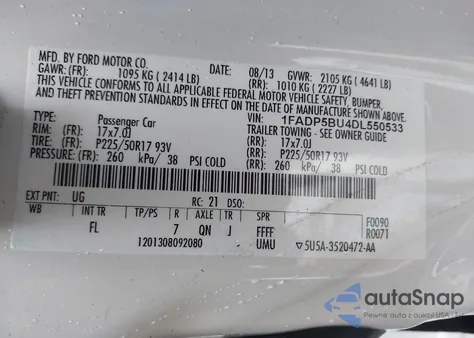 MFD. BY FORD MOTOR CO.
DATE: 08/13 GVWR: 2105 KG ( 4641 LB)
GAWR: (FR): 1095 KG ( 2414 LB) (RR): 1010 KG ( 2227 LB)
THIS VEHICLE CONFORMS TO ALL APPLICABLE FEDERAL MOTOR VEHICLE SAFETY, BUMPER,
AND THEFT PREVENTION STANDARDS IN EFFECT ON THE DATE OF MANUFACTURE SHOWN ABOVE.
VIN: 1FADP5BU4DL550533
TYPE: Passenger Car TRAILER TOWING - SEE OWNER GUIDE
RIM: (FR) 17x7.0J (RR) 17x7.0J
TIRE: (FR) P225/50R17 93V (RR) P225/50R17 93V
PRESSURE: (FR) 260 kPa/ 38 PSI COLD (RR) 260 kPa/ 38 PSI COLD
EXT PNT: UG RC: 21 DSO:
WB INT TR TP/PS R AXLE TR SPR F0090
FL 7 QN J FFFF R0071
1201308092080 UMU 5U5A-3520472-AA
autoSnap
Pewne auta z aukcji USA